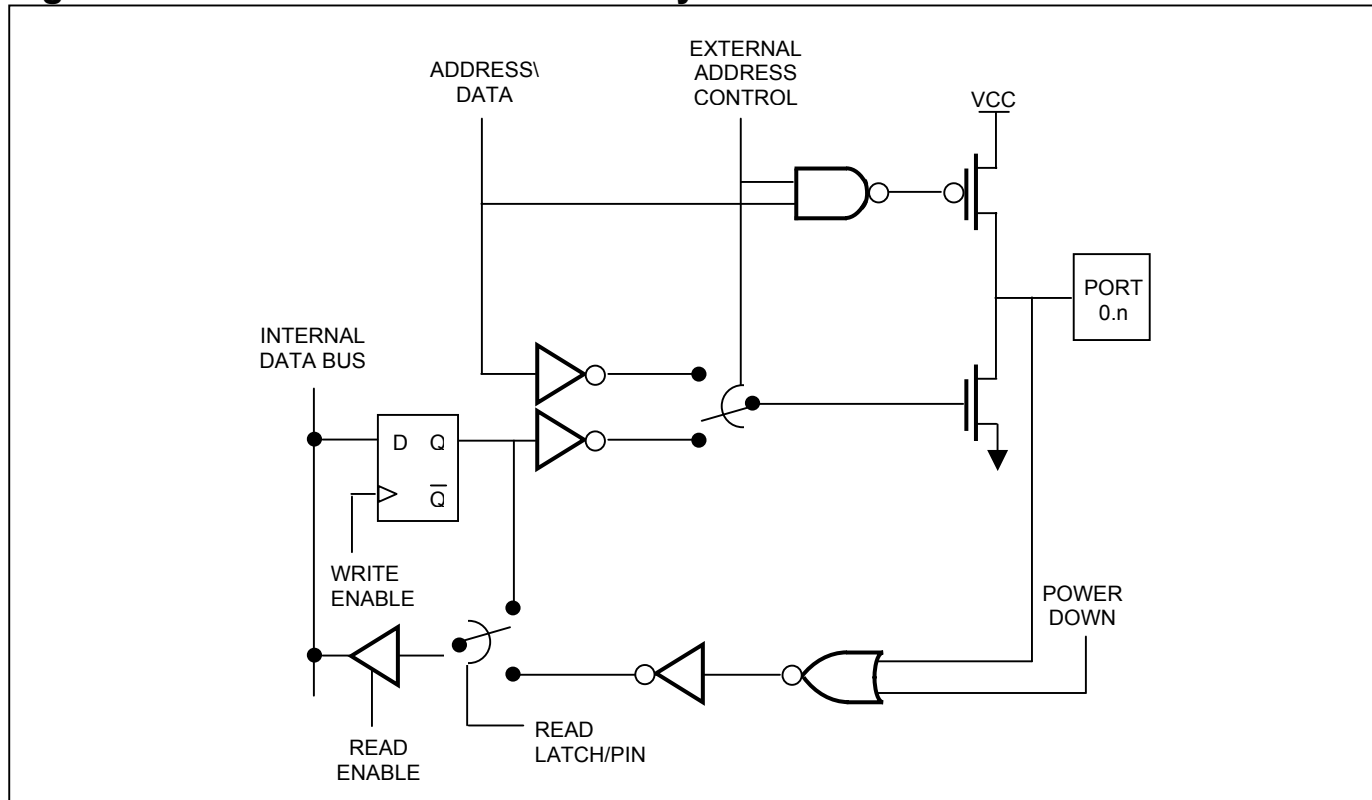 ADDRESS\
DATA
EXTERNAL
ADDRESS
CONTROL
VCC
PORT
0.n
INTERNAL
DATA BUS
D Q
Q̅
WRITE
ENABLE
POWER
DOWN
READ
LATCH/PIN
READ
ENABLE